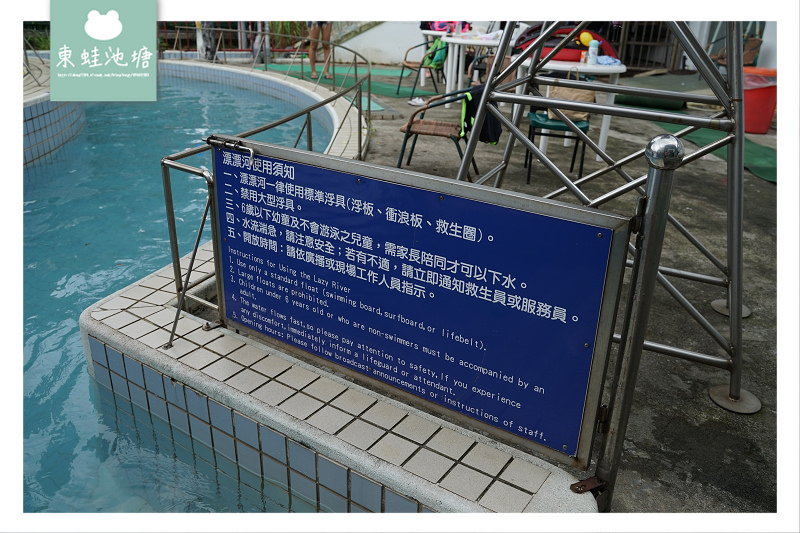 東蛙池塘
漂漂河使用須知
一、漂漂河一律使用標準浮具(浮板、衝浪板、救生圈)。
二、禁用大型浮具。
三、6歲以下幼童及不會游泳之兒童，需家長陪同才可以下水。
四、水流湍急，請注意安全；若有不適，請立即通知救生員或服務員。
五、開放時間：請依廣播或現場工作人員指示。
Instructions for Using the Lazy River
1. Use only a standard float (swimming board,surfboard,or lifebelt).
2. Large floats are prohibited.
3. Children under 6 years old or who are non-swimmers must be accompanied by an
adult.
4. The water flows fast,so please pay attention to safety,If you experience
any discomfort,immediately inform a lifeguard or attendant.
5. Opening hours: Please follow broadcast announcements or instructions of staff.